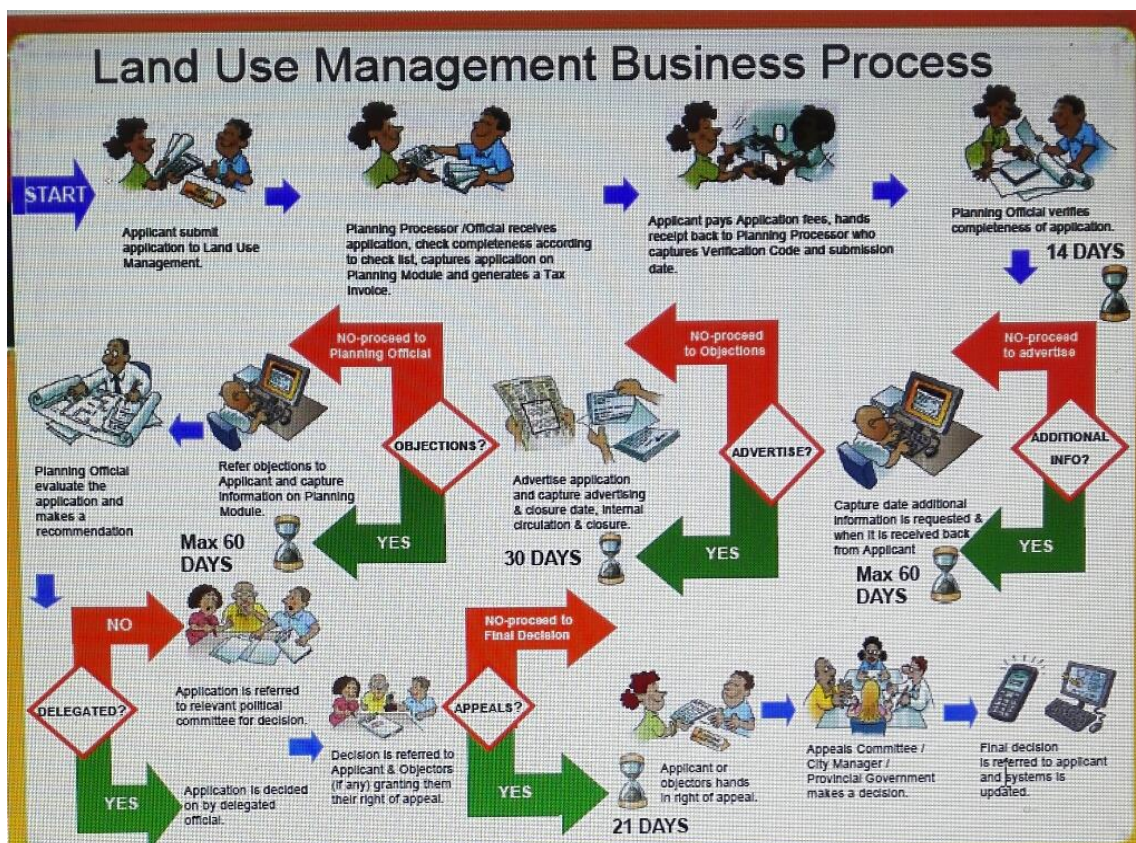 Land Use Management Business Process
START
Applicant submit
application to Land Use
Management.
Planning Processor /Official receives
application, check completeness according
to check list, captures application on
Planning Module and generates a Tax
Invoice.
Applicant pays Application fees, hands
receipt back to Planning Processor who
captures Verification Code and submission
date.
Planning Official verifies
completeness of application.
14 DAYS
NO-proceed
to advertise
ADDITIONAL
INFO?
YES
Capture date additional
information is requested &
when it is received back
from Applicant
Max 60
DAYS
NO-proceed
to Objections
ADVERTISE?
YES
Advertise application
and capture advertising
& closure date, internal
circulation & closure.
30 DAYS
NO-proceed to
Planning Official
OBJECTIONS?
YES
Refer objections to
Applicant and capture
information on Planning
Module.
Max 60
DAYS
Planning Official
evaluate the
application and
makes a
recommendation
DELEGATED?
NO
Application is referred
to relevant political
committee for decision.
YES
Application is decided
on by delegated
official.
Decision is referred to
Applicant & Objectors
(if any) granting them
their right of appeal.
APPEALS?
NO-proceed to
Final Decision
YES
Applicant or
objectors hands
in right of appeal.
21 DAYS
Appeals Committee /
City Manager /
Provincial Government
makes a decision.
Final decision
is referred to applicant
and systems is
updated.